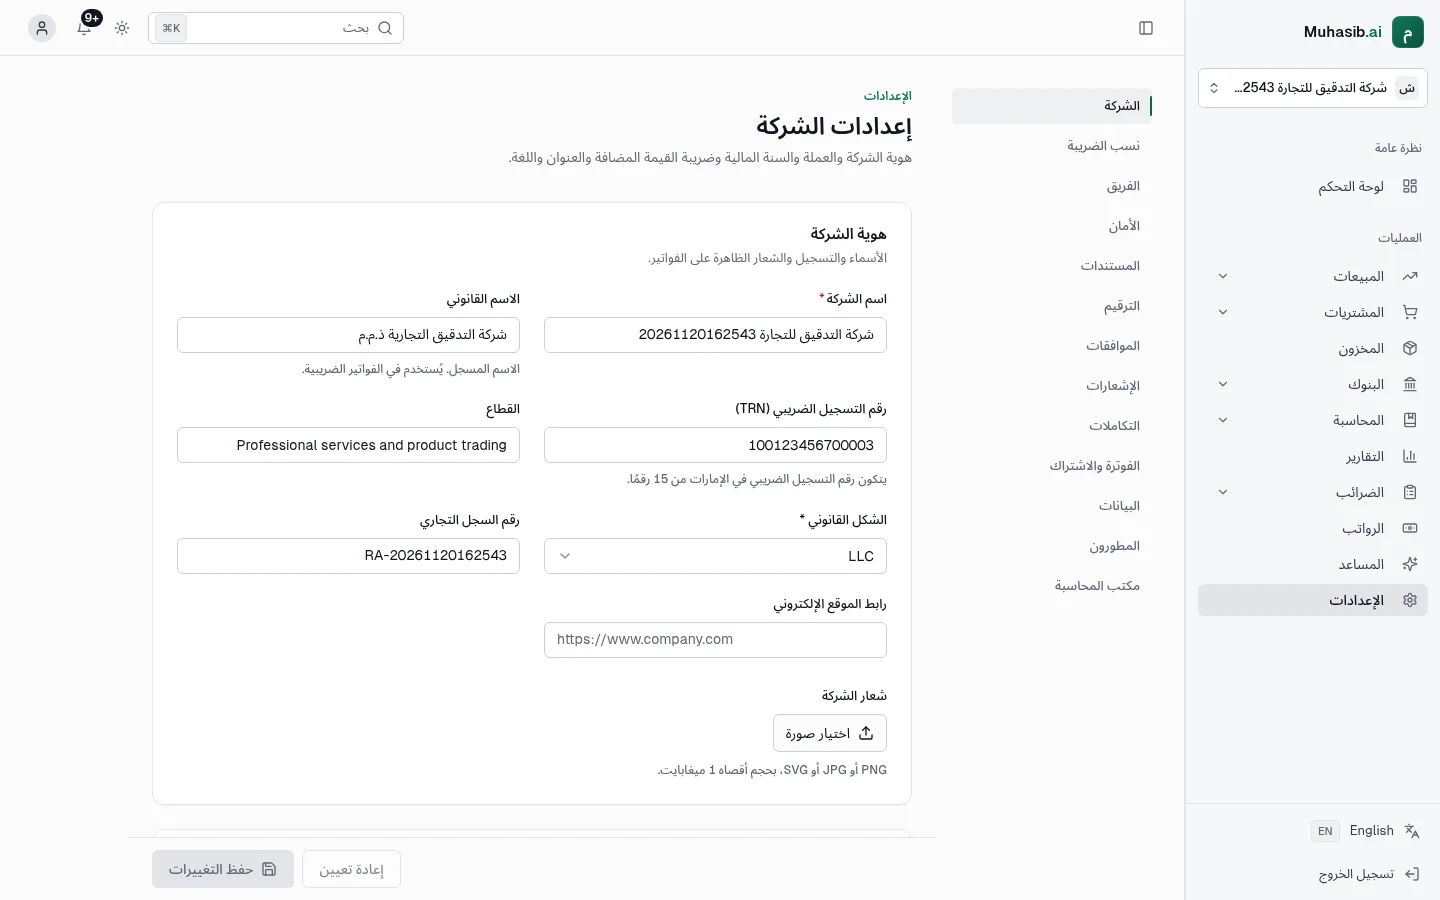 Muhasib.ai
م
ش
شركة التدقيق للتجارة 2543...
نظرة عامة
لوحة التحكم
العمليات
المبيعات
المشتريات
المخزون
البنوك
المحاسبة
التقارير
الضرائب
الرواتب
المساعد
الإعدادات
English
EN
تسجيل الخروج
بحث
⌘K
9+
الشركة
نسب الضريبة
الفريق
الأمان
المستندات
الترقيم
الموافقات
الإشعارات
التكاملات
الفوترة والاشتراك
البيانات
المطورون
مكتب المحاسبة
الإعدادات
إعدادات الشركة
هوية الشركة والعملة والسنة المالية وضريبة القيمة المضافة والعنوان واللغة.
هوية الشركة
الأسماء والتسجيل والشعار الظاهرة على الفواتير.
اسم الشركة *
شركة التدقيق للتجارة 20261120162543
الاسم القانوني
شركة التدقيق التجارية ذ.م.م
الاسم المسجل. يُستخدم في الفواتير الضريبية.
رقم التسجيل الضريبي (TRN)
100123456700003
يتكون رقم التسجيل الضريبي في الإمارات من 15 رقمًا.
القطاع
Professional services and product trading
الشكل القانوني *
LLC
رقم السجل التجاري
RA-20261120162543
رابط الموقع الإلكتروني
https://www.company.com
شعار الشركة
اختيار صورة
PNG أو JPG أو SVG، بحجم أقصاه 1 ميغابايت.
إعادة تعيين
حفظ التغييرات